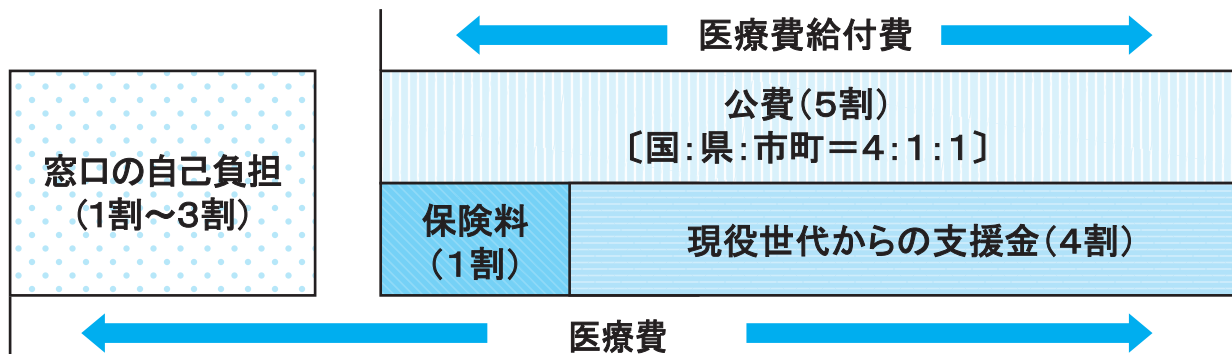 医療費給付費
窓口の自己負担
(1割〜3割)
公費(5割)
〔国:県:市町=4:1:1〕
保険料
(1割)
現役世代からの支援金(4割)
医療費